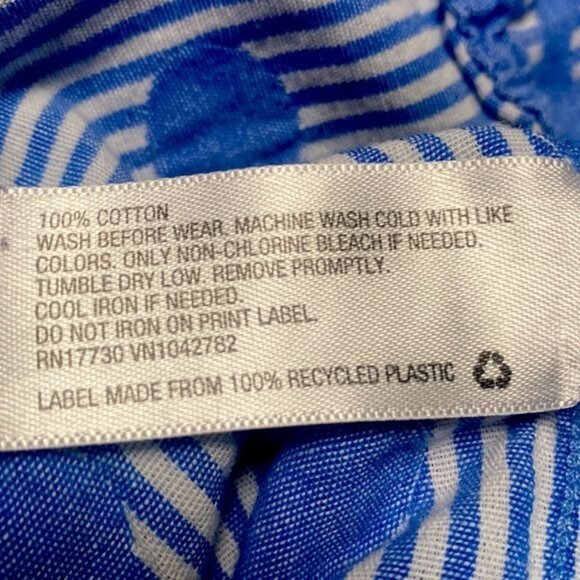 100% COTTON
WASH BEFORE WEAR. MACHINE WASH COLD WITH LIKE
COLORS. ONLY NON-CHLORINE BLEACH IF NEEDED.
TUMBLE DRY LOW. REMOVE PROMPTLY.
COOL IRON IF NEEDED.
DO NOT IRON ON PRINT LABEL.
RN17730 VN1042782
LABEL MADE FROM 100% RECYCLED PLASTIC